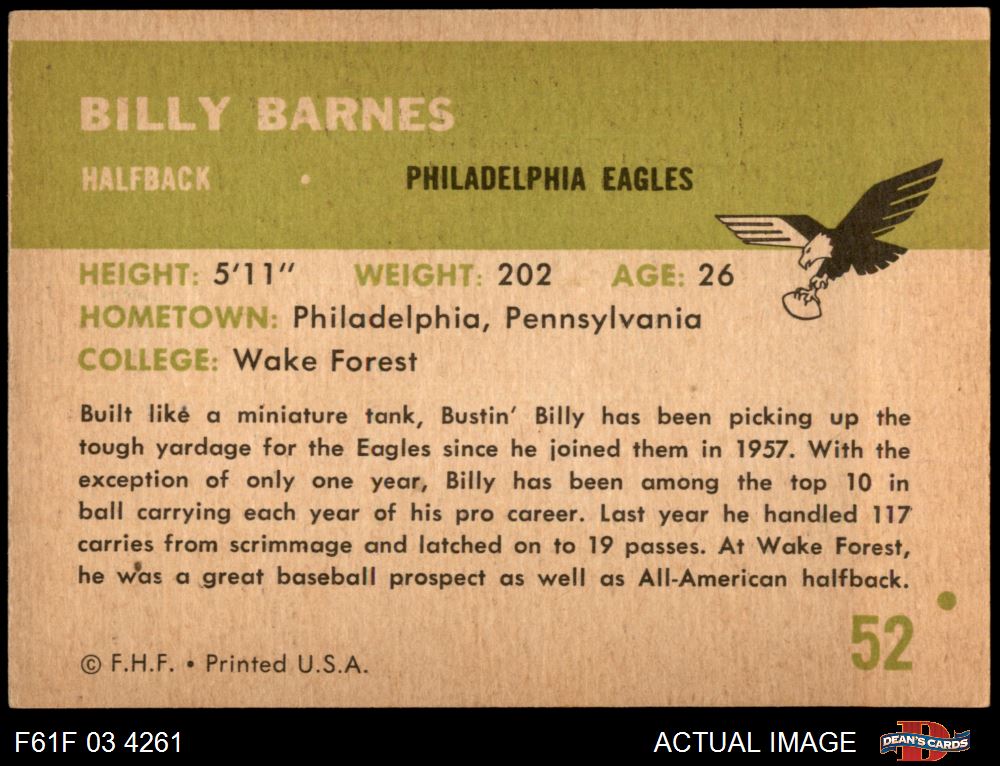 BILLY BARNES
HALFBACK • PHILADELPHIA EAGLES
HEIGHT: 5'11" WEIGHT: 202 AGE: 26
HOMETOWN: Philadelphia, Pennsylvania
COLLEGE: Wake Forest
Built like a miniature tank, Bustin' Billy has been picking up the
tough yardage for the Eagles since he joined them in 1957. With the
exception of only one year, Billy has been among the top 10 in
ball carrying each year of his pro career. Last year he handled 117
carries from scrimmage and latched on to 19 passes. At Wake Forest,
he was a great baseball prospect as well as All-American halfback.
52
© F.H.F. • Printed U.S.A.
F61F 03 4261 ACTUAL IMAGE D DEAN'S CARDS